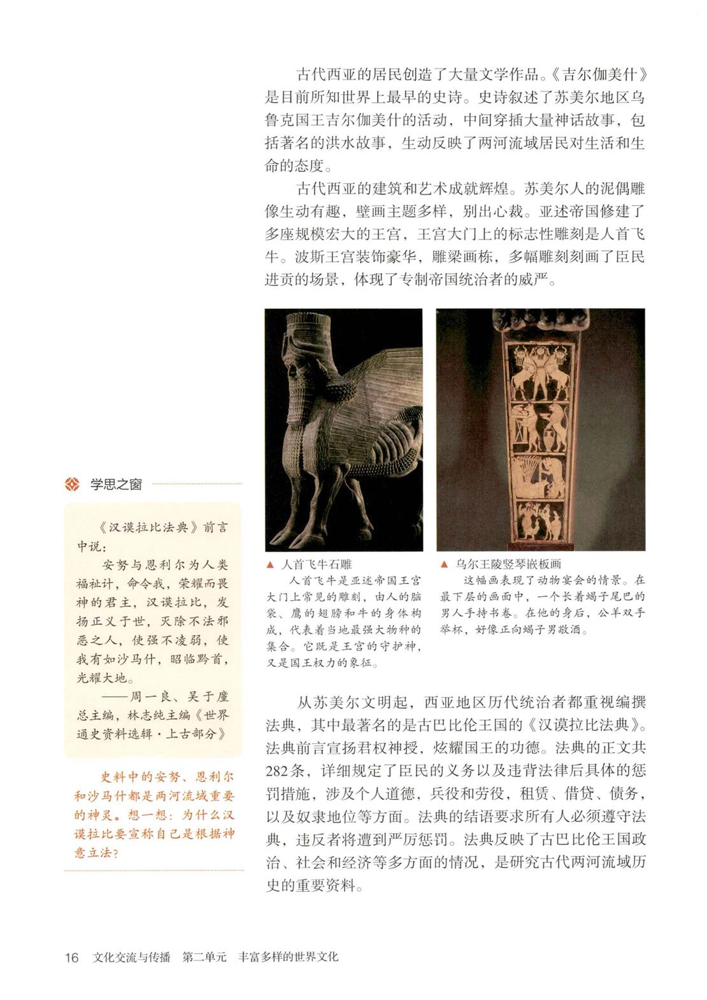 古代西亚的居民创造了大量文学作品。《吉尔伽美什》
是目前所知世界上最早的史诗。史诗叙述了苏美尔地区乌
鲁克国王吉尔伽美什的活动，中间穿插大量神话故事，包
括著名的洪水故事，生动反映了两河流域居民对生活和生
命的态度。
古代西亚的建筑和艺术成就辉煌。苏美尔人的泥偶雕
像生动有趣，壁画主题多样，别出心裁。亚述帝国修建了
多座规模宏大的王宫，王宫大门上的标志性雕刻是人首飞
牛。波斯王宫装饰豪华，雕梁画栋，多幅雕刻刻画了臣民
进贡的场景，体现了专制帝国统治者的威严。
▲ 人首飞牛石雕
人首飞牛是亚述帝国王宫
大门上常见的雕刻，由人的脑
袋、鹰的翅膀和牛的身体构
成，代表着当地最强大物种的
集合。它既是王宫的守护神，
又是国王权力的象征。
▲ 乌尔王陵竖琴嵌板画
这幅画表现了动物宴会的情景。在
最下层的画面中，一个长着蝎子尾巴的
男人手持书卷。在他的身后，公羊双手
举杯，好像正向蝎子男敬酒。
学思之窗
《汉谟拉比法典》前言
中说：
安努与恩利尔为人类
福祉计，命令我，荣耀而畏
神的君主，汉谟拉比，发
扬正义于世，灭除不法邪
恶之人，使强不凌弱，使
我有如沙马什，昭临黔首，
光耀大地。
——周一良、吴于廑
总主编，林志纯主编《世界
通史资料选辑·上古部分》
史料中的安努、恩利尔
和沙马什都是两河流域重要
的神灵。想一想：为什么汉
谟拉比要宣称自己是根据神
意立法？
从苏美尔文明起，西亚地区历代统治者都重视编撰
法典，其中最著名的是古巴比伦王国的《汉谟拉比法典》。
法典前言宣扬君权神授，炫耀国王的功德。法典的正文共
282条，详细规定了臣民的义务以及违背法律后具体的惩
罚措施，涉及个人道德，兵役和劳役，租赁、借贷、债务，
以及奴隶地位等方面。法典的结语要求所有人必须遵守法
典，违反者将遭到严厉惩罚。法典反映了古巴比伦王国政
治、社会和经济等多方面的情况，是研究古代两河流域历
史的重要资料。
16 文化交流与传播 第二单元 丰富多样的世界文化